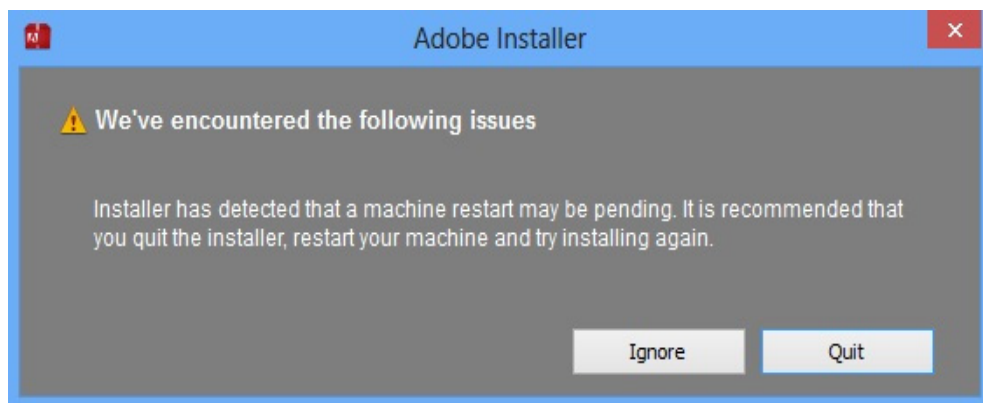 Adobe Installer
We've encountered the following issues
Installer has detected that a machine restart may be pending. It is recommended that
you quit the installer, restart your machine and try installing again.
Ignore
Quit